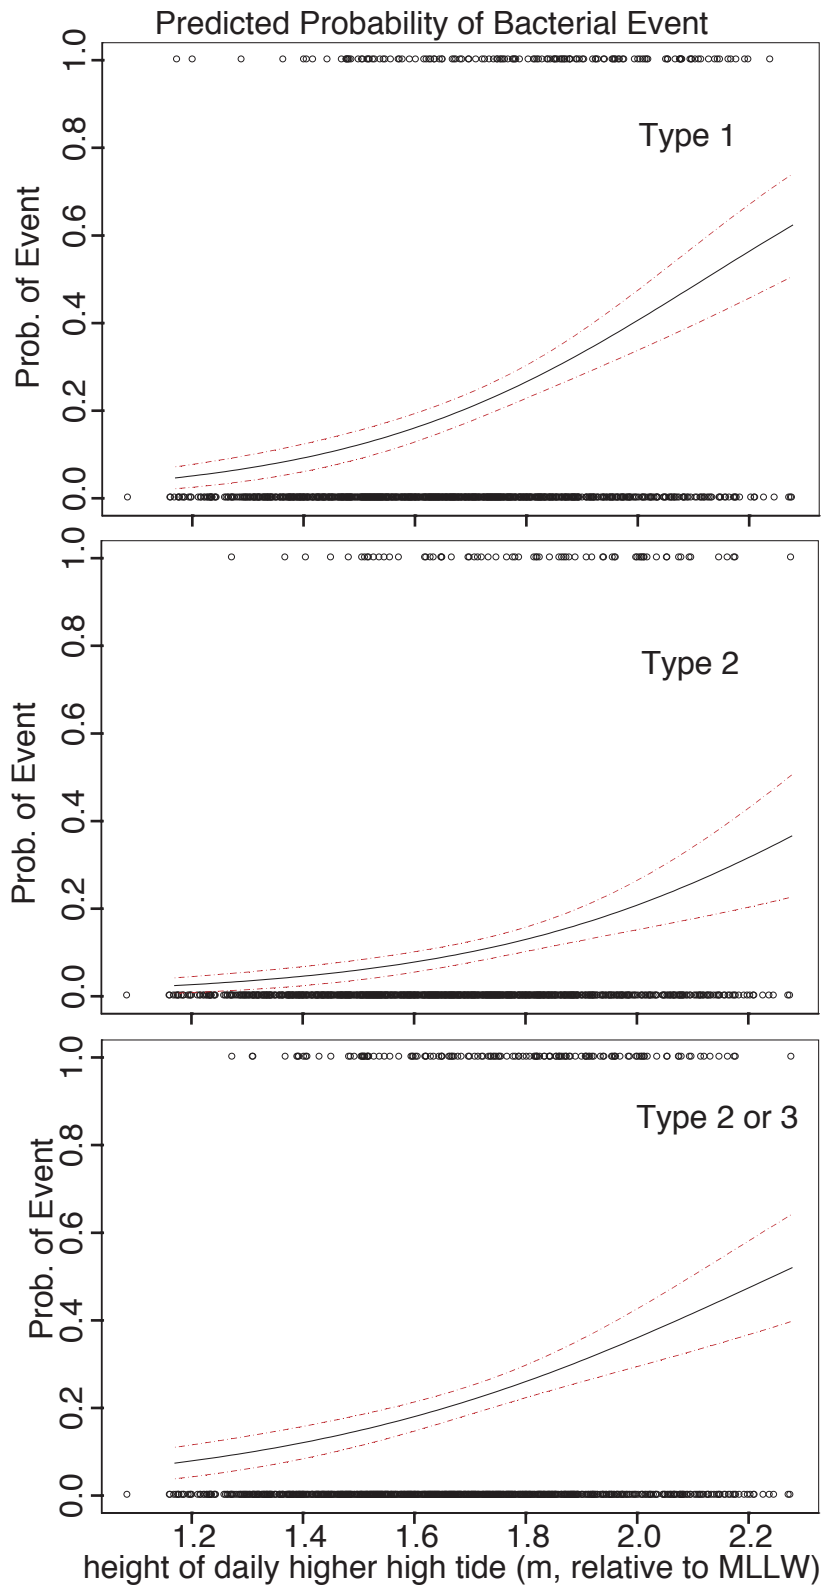 Predicted Probability of Bacterial Event
1.0
0.8
0.6
0.4
0.2
0.0
Prob. of Event
Type 1
1.0
0.8
0.6
0.4
0.2
0.0
Prob. of Event
Type 2
1.0
0.8
0.6
0.4
0.2
0.0
Prob. of Event
Type 2 or 3
1.2 1.4 1.6 1.8 2.0 2.2
height of daily higher high tide (m, relative to MLLW)